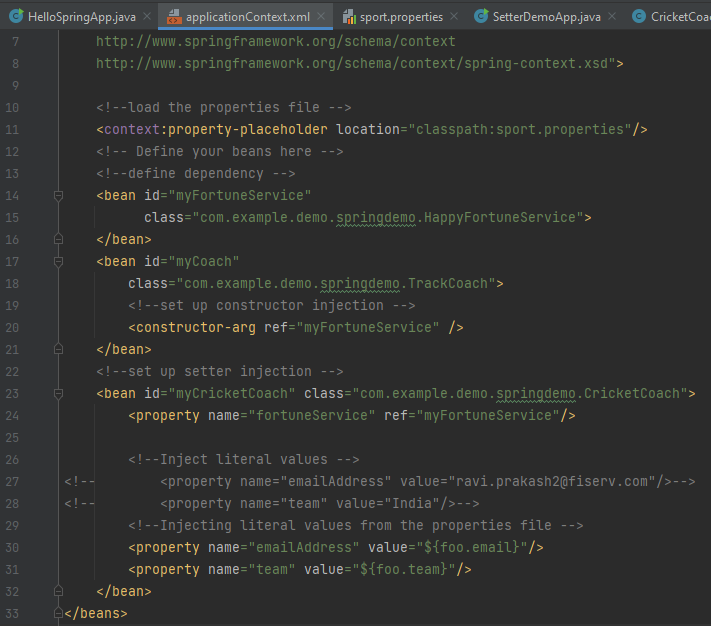 HelloSpringApp.java applicationContext.xml sport.properties SetterDemoApp.java CricketCoac
7 http://www.springframework.org/schema/context
8 http://www.springframework.org/schema/context/spring-context.xsd">
9
10 <!--load the properties file -->
11 <context:property-placeholder location="classpath:sport.properties"/>
12 <!-- Define your beans here -->
13 <!--define dependency -->
14 <bean id="myFortuneService"
15 class="com.example.demo.springdemo.HappyFortuneService">
16 </bean>
17 <bean id="myCoach"
18 class="com.example.demo.springdemo.TrackCoach">
19 <!--set up constructor injection -->
20 <constructor-arg ref="myFortuneService" />
21 </bean>
22 <!--set up setter injection -->
23 <bean id="myCricketCoach" class="com.example.demo.springdemo.CricketCoach">
24 <property name="fortuneService" ref="myFortuneService"/>
25
26 <!--Inject literal values -->
27 <!-- <property name="emailAddress" value="ravi.prakash2@fiserv.com"/>-->
28 <!-- <property name="team" value="India"/>-->
29 <!--Injecting literal values from the properties file -->
30 <property name="emailAddress" value="${foo.email}"/>
31 <property name="team" value="${foo.team}"/>
32 </bean>
33 </beans>